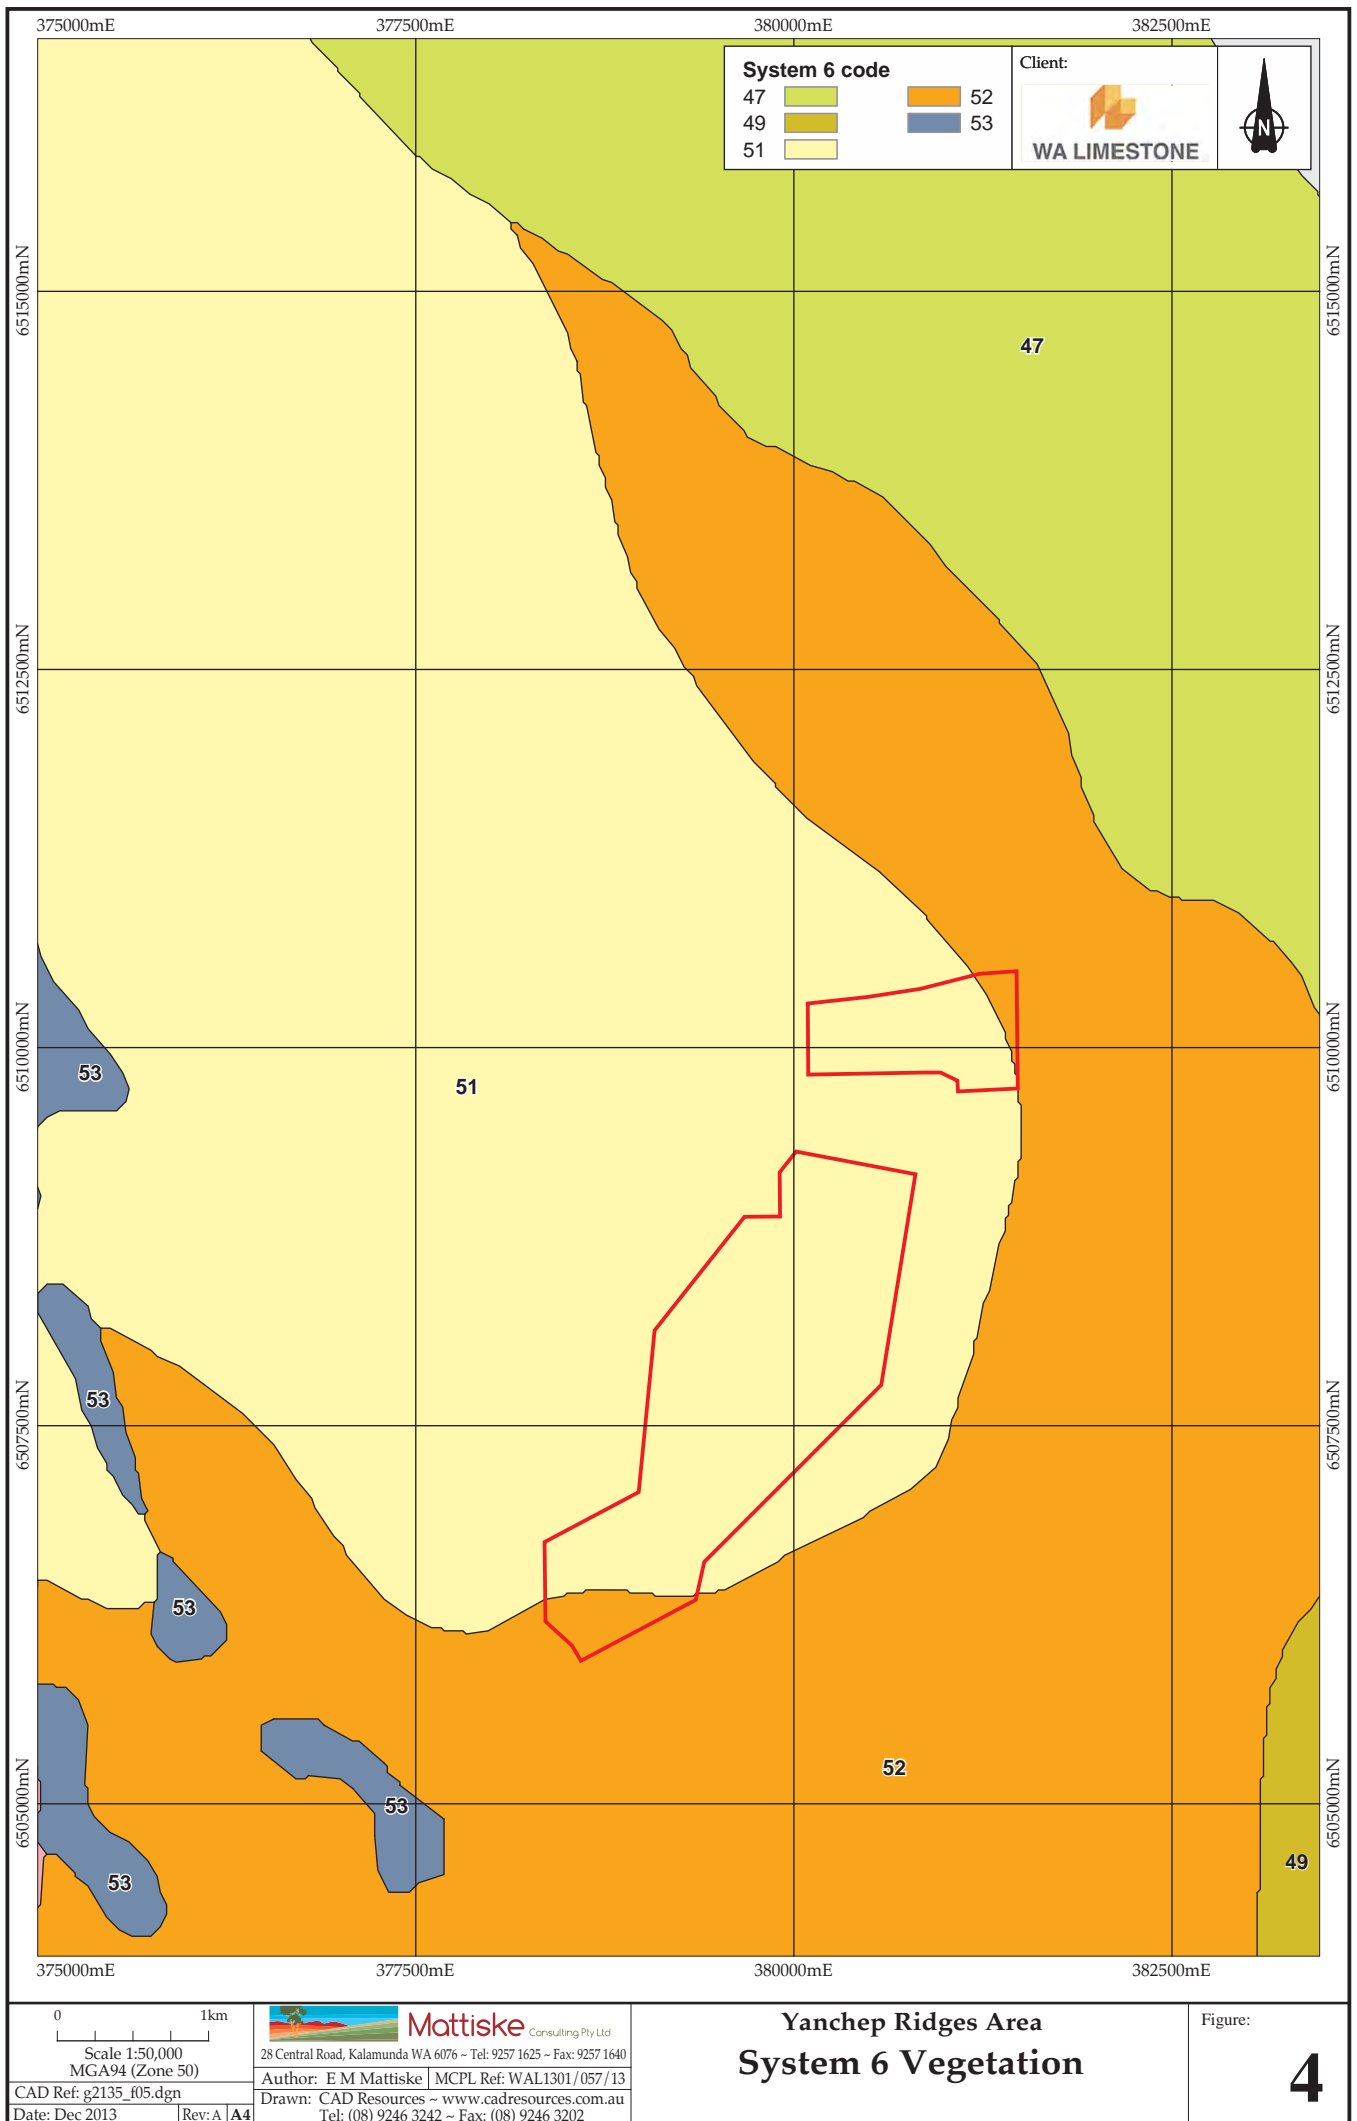 375000mE 377500mE 380000mE 382500mE
System 6 code
47 52
49 53
51
Client:
WA LIMESTONE
N
6515000mN 6515000mN
47
6512500mN 6512500mN
6510000mN 6510000mN
53
51
53
6507500mN 6507500mN
53
52
53
6505000mN 6505000mN
49
53
375000mE 377500mE 380000mE 382500mE
0 1km
Scale 1:50,000
MGA94 (Zone 50)
CAD Ref: g2135_f05.dgn
Date: Dec 2013 Rev: A A4
Mattiske Consulting Pty Ltd
28 Central Road, Kalamunda WA 6076 ~ Tel: 9257 1625 ~ Fax: 9257 1640
Author: E M Mattiske MCPL Ref: WAL1301/057/13
Drawn: CAD Resources ~ www.cadresources.com.au
Tel: (08) 9246 3242 ~ Fax: (08) 9246 3202
Yanchep Ridges Area
System 6 Vegetation
Figure:
4